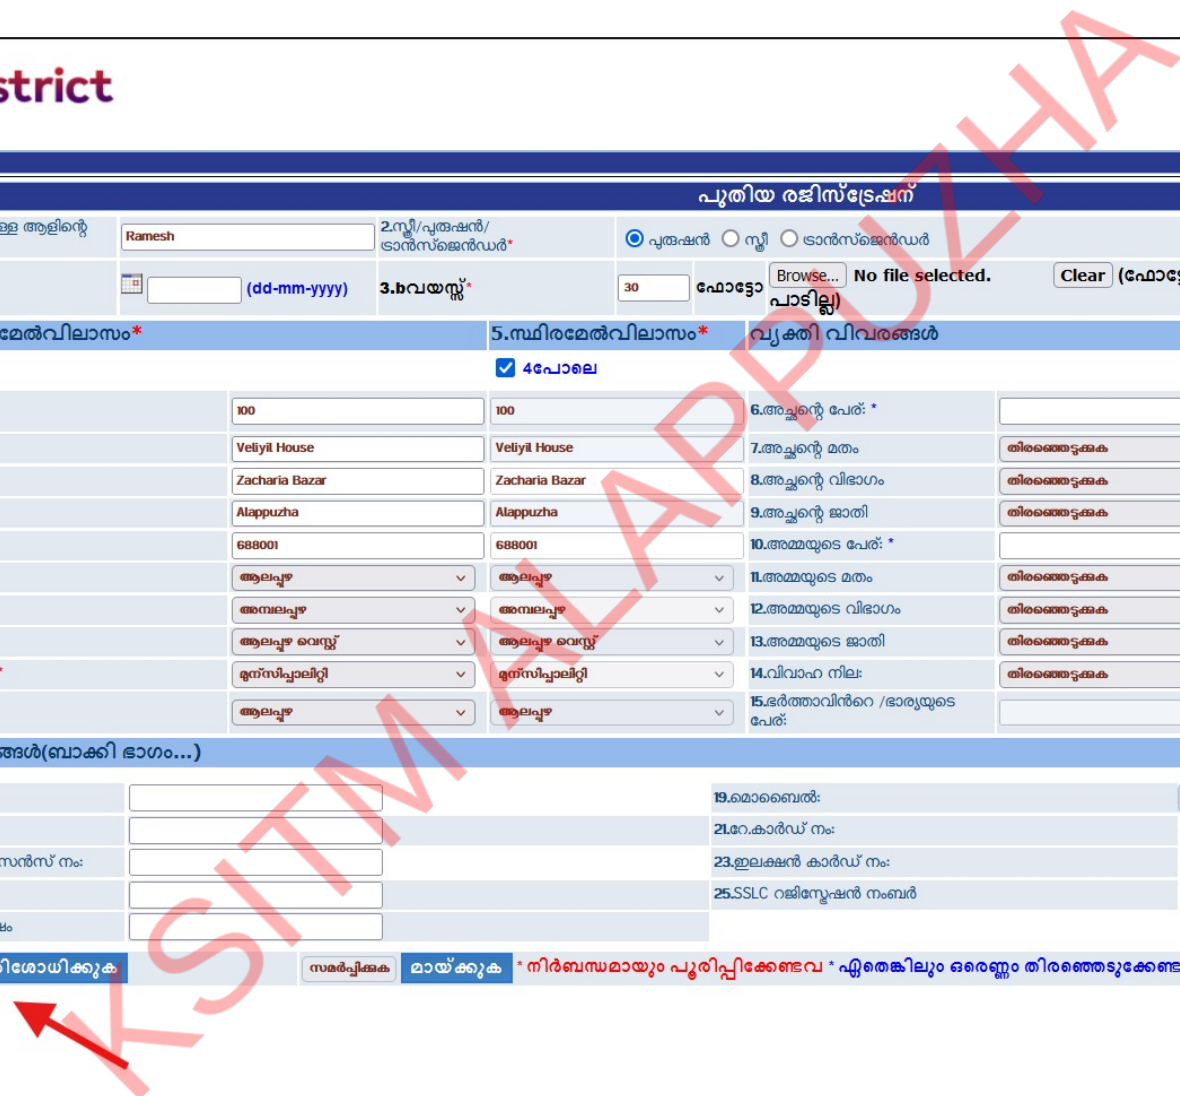 strict
പുതിയ രജിസ്ട്രേഷന്
ള്ള ആളിന്റെ
Ramesh
2.സ്ത്രീ/പുരുഷൻ/
ട്രാൻസ്ജെൻഡർ*
പുരുഷൻ സ്ത്രീ ട്രാൻസ്ജെൻഡർ
(dd-mm-yyyy) 3.bവയസ്സ്* 30 ഫോട്ടോ Browse... No file selected. Clear (ഫോട്ടേ
പാടില്ല)
മേൽവിലാസം* 5.സ്ഥിരമേൽവിലാസം* വ്യക്തി വിവരങ്ങൾ
4പോലെ
100 100 6.അച്ഛന്റെ പേര്: *
Veliyil House Veliyil House 7.അച്ഛന്റെ മതം തിരഞ്ഞെടുക്കുക
Zacharia Bazar Zacharia Bazar 8.അച്ഛന്റെ വിഭാഗം തിരഞ്ഞെടുക്കുക
Alappuzha Alappuzha 9.അച്ഛന്റെ ജാതി തിരഞ്ഞെടുക്കുക
688001 688001 10.അമ്മയുടെ പേര്: *
ആലപ്പുഴ ആലപ്പുഴ 11.അമ്മയുടെ മതം തിരഞ്ഞെടുക്കുക
അമ്പലപ്പുഴ അമ്പലപ്പുഴ 12.അമ്മയുടെ വിഭാഗം തിരഞ്ഞെടുക്കുക
ആലപ്പുഴ വെസ്റ്റ് ആലപ്പുഴ വെസ്റ്റ് 13.അമ്മയുടെ ജാതി തിരഞ്ഞെടുക്കുക
* മുന്സിപ്പാലിറ്റി മുന്സിപ്പാലിറ്റി 14.വിവാഹ നില: തിരഞ്ഞെടുക്കുക
ആലപ്പുഴ ആലപ്പുഴ 15.ഭർത്താവിൻറെ /ഭാര്യയുടെ
പേര്:
ങ്ങൾ(ബാക്കി ഭാഗം...)
19.മൊബൈൽ:
21.റേ.കാർഡ് നം:
സൻസ് നം: 23.ഇലക്ഷൻ കാർഡ് നം:
25.SSLC റജിസ്ട്രേഷൻ നംബർ
ഷം
ിശോധിക്കുക സമർപ്പിക്കുക മായ്ക്കുക * നിർബന്ധമായും പൂരിപ്പിക്കേണ്ടവ * ഏതെങ്കിലും ഒരെണ്ണം തിരഞ്ഞെടുക്കേണ്ട
KSITM ALAPPUZHA